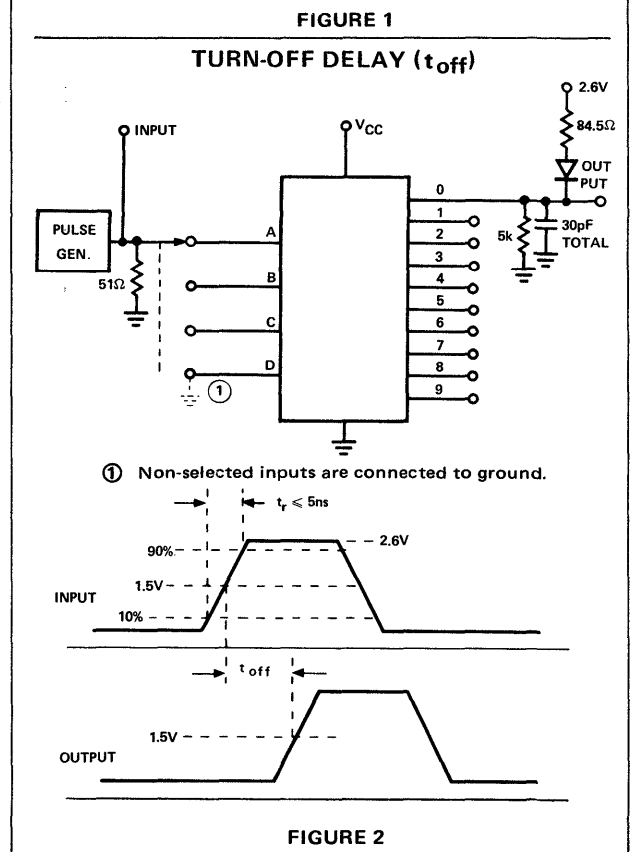 FIGURE 1
TURN-OFF DELAY (toff)
2.6V
INPUT
VCC
84.5Ω
OUT
PUT
0
PULSE
GEN.
A
1
5k
30pF
TOTAL
2
51Ω
B
3
4
C
5
6
7
D
8
1
9
① Non-selected inputs are connected to ground.
tr ≤ 5ns
2.6V
90%
1.5V
INPUT
10%
t off
1.5V
OUTPUT
FIGURE 2